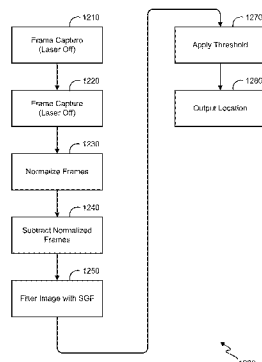 1210
Frame Capture
(Laser Off)
1220
Frame Capture
(Laser Off)
1230
Normalize Frames
1240
Subtract Normalized
Frames
1250
Filter Image with SGF
1270
Apply Threshold
1280
Output Location